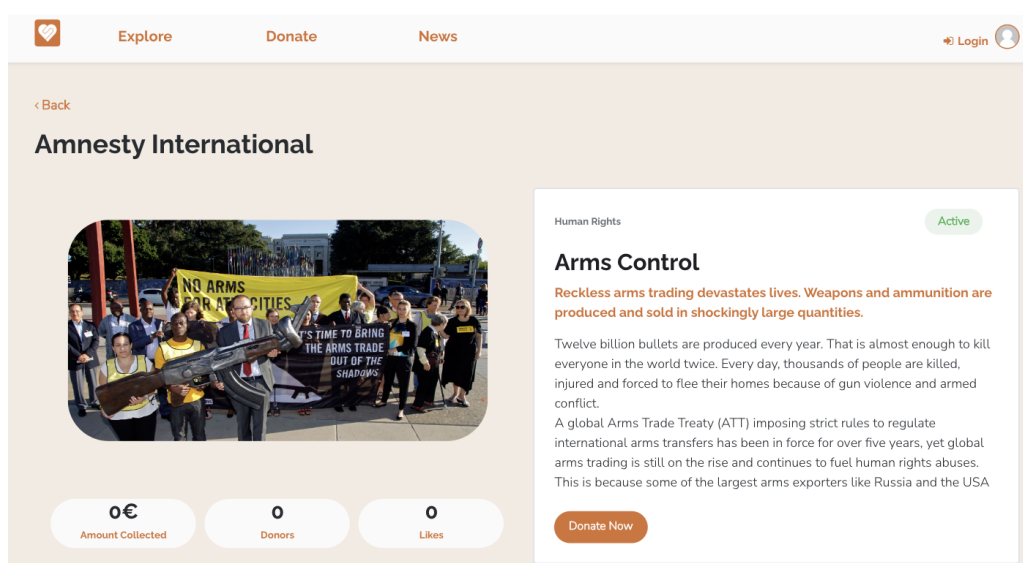 Explore Donate News Login
‹ Back
Amnesty International
NO ARMS
FOR ATROCITIES
IT'S TIME TO BRING
THE ARMS TRADE
OUT OF THE
SHADOWS
0€ 0 0
Amount Collected Donors Likes
Human Rights Active
Arms Control
Reckless arms trading devastates lives. Weapons and ammunition are
produced and sold in shockingly large quantities.
Twelve billion bullets are produced every year. That is almost enough to kill
everyone in the world twice. Every day, thousands of people are killed,
injured and forced to flee their homes because of gun violence and armed
conflict.
A global Arms Trade Treaty (ATT) imposing strict rules to regulate
international arms transfers has been in force for over five years, yet global
arms trading is still on the rise and continues to fuel human rights abuses.
This is because some of the largest arms exporters like Russia and the USA
Donate Now